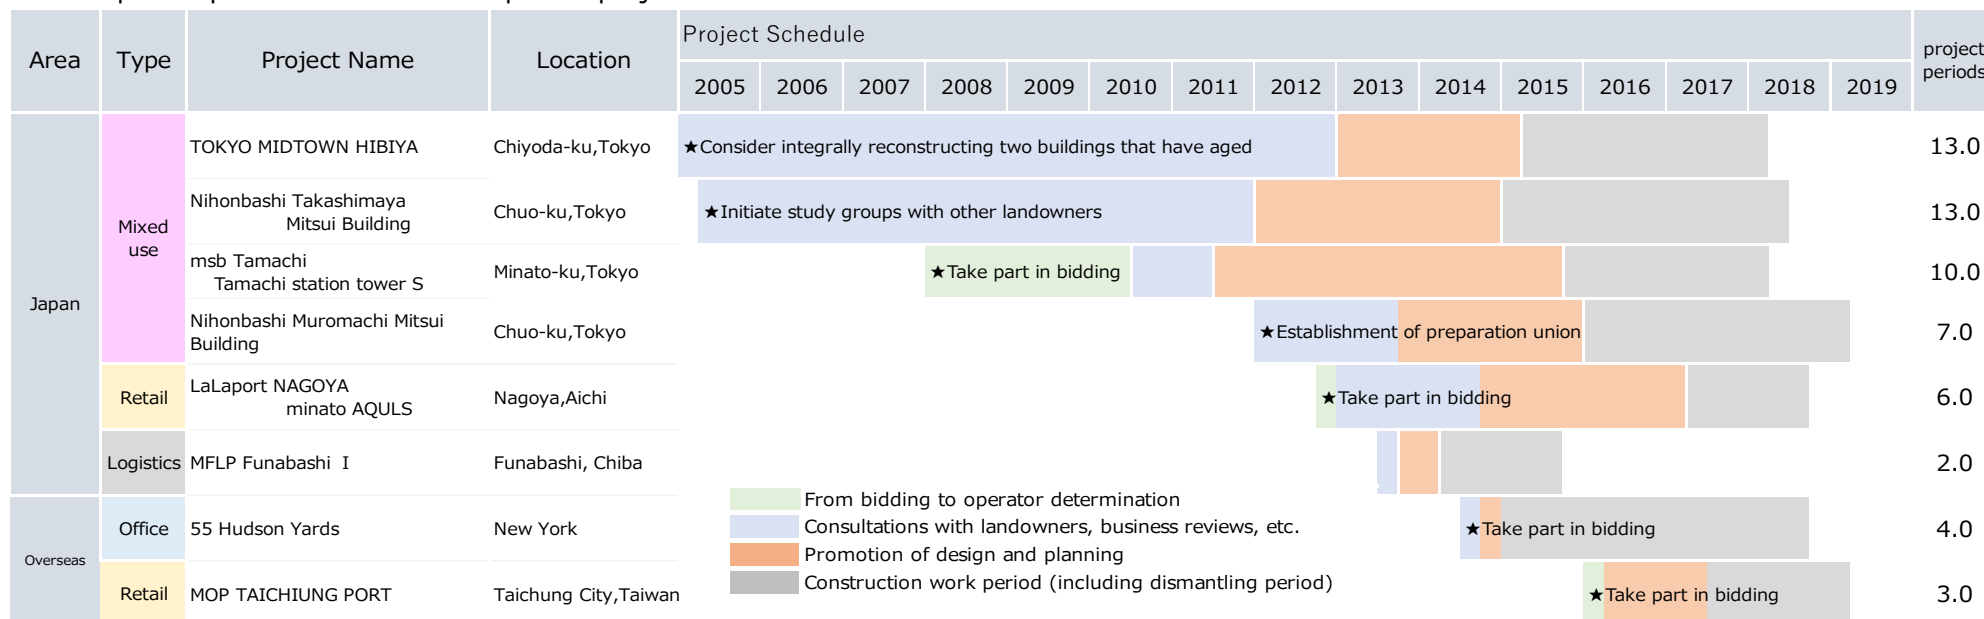 Project Schedule
Area Type Project Name Location project periods
2005 2006 2007 2008 2009 2010 2011 2012 2013 2014 2015 2016 2017 2018 2019
Japan
Mixed
use
TOKYO MIDTOWN HIBIYA Chiyoda-ku,Tokyo ★Consider integrally reconstructing two buildings that have aged 13.0
Nihonbashi Takashimaya
Mitsui Building Chuo-ku,Tokyo ★Initiate study groups with other landowners 13.0
msb Tamachi
Tamachi station tower S Minato-ku,Tokyo ★Take part in bidding 10.0
Nihonbashi Muromachi Mitsui
Building Chuo-ku,Tokyo ★Establishment of preparation union 7.0
Retail LaLaport NAGOYA
minato AQULS Nagoya,Aichi ★Take part in bidding 6.0
Logistics MFLP Funabashi I Funabashi, Chiba 2.0
From bidding to operator determination
Consultations with landowners, business reviews, etc.
Promotion of design and planning
Construction work period (including dismantling period)
Overseas
Office 55 Hudson Yards New York ★Take part in bidding 4.0
Retail MOP TAICHIUNG PORT Taichung City,Taiwan ★Take part in bidding 3.0